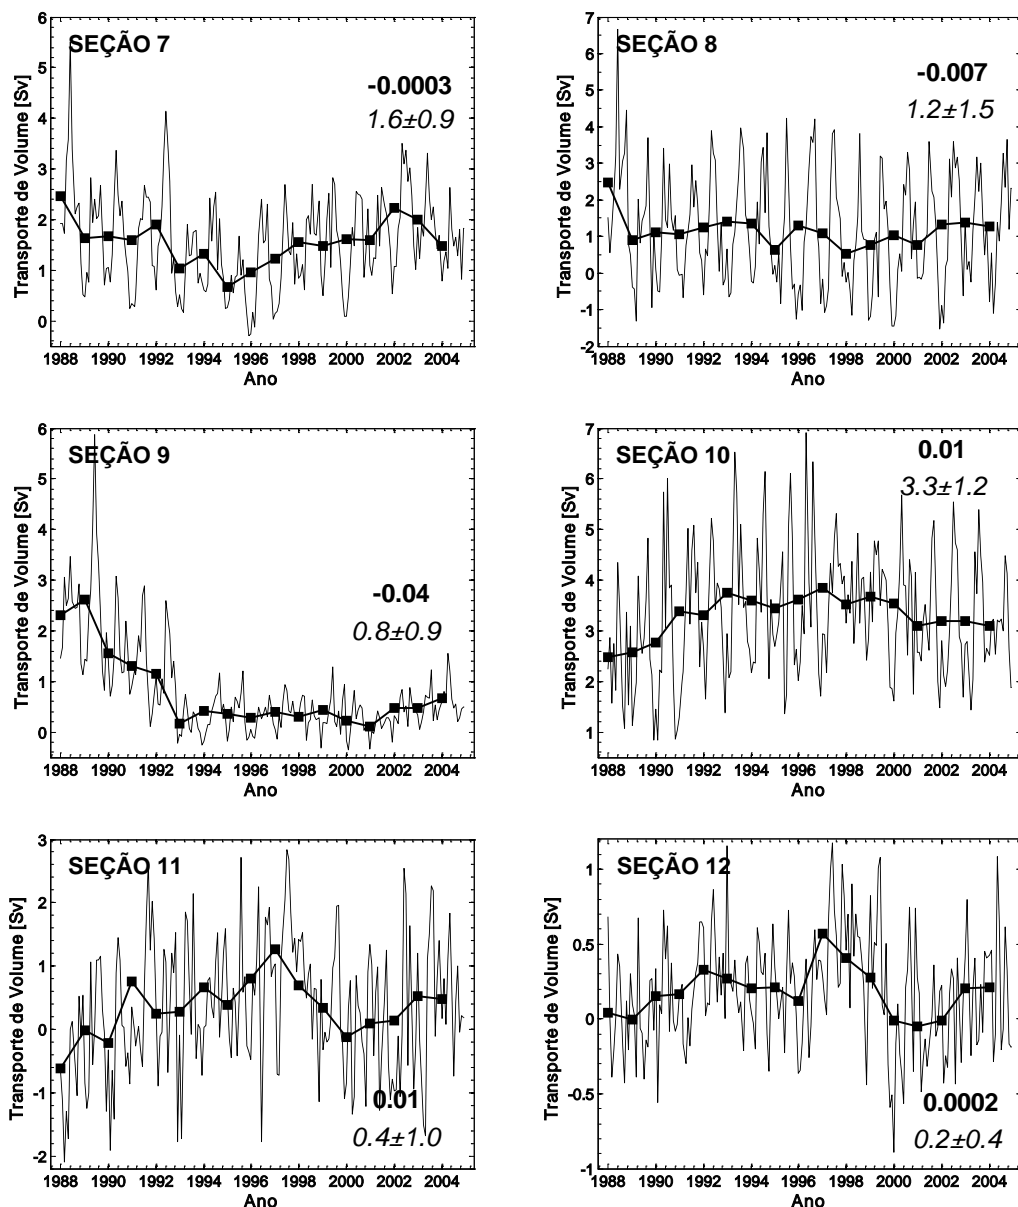 SEÇÃO 7
-0.0003
1.6±0.9
Transporte de Volume [Sv]
6
5
4
3
2
1
0
1988 1990 1992 1994 1996 1998 2000 2002 2004
Ano
SEÇÃO 8
-0.007
1.2±1.5
Transporte de Volume [Sv]
7
6
5
4
3
2
1
0
-1
-2
1988 1990 1992 1994 1996 1998 2000 2002 2004
Ano
SEÇÃO 9
-0.04
0.8±0.9
Transporte de Volume [Sv]
6
5
4
3
2
1
0
1988 1990 1992 1994 1996 1998 2000 2002 2004
Ano
SEÇÃO 10
0.01
3.3±1.2
Transporte de Volume [Sv]
7
6
5
4
3
2
1
1988 1990 1992 1994 1996 1998 2000 2002 2004
Ano
SEÇÃO 11
0.01
0.4±1.0
Transporte de Volume [Sv]
3
2
1
0
-1
-2
1988 1990 1992 1994 1996 1998 2000 2002 2004
Ano
SEÇÃO 12
0.0002
0.2±0.4
Transporte de Volume [Sv]
1
0.5
0
-0.5
-1
1988 1990 1992 1994 1996 1998 2000 2002 2004
Ano